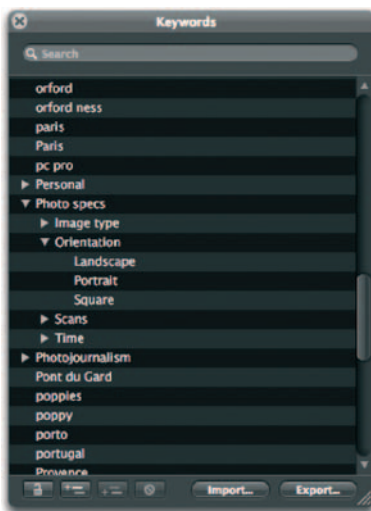 Keywords
Search
orford
orford ness
paris
Paris
pc pro
Personal
Photo specs
Image type
Orientation
Landscape
Portrait
Square
Scans
Time
Photojournalism
Pont du Gard
poppies
poppy
porto
portugal
Provence
Import...
Export...